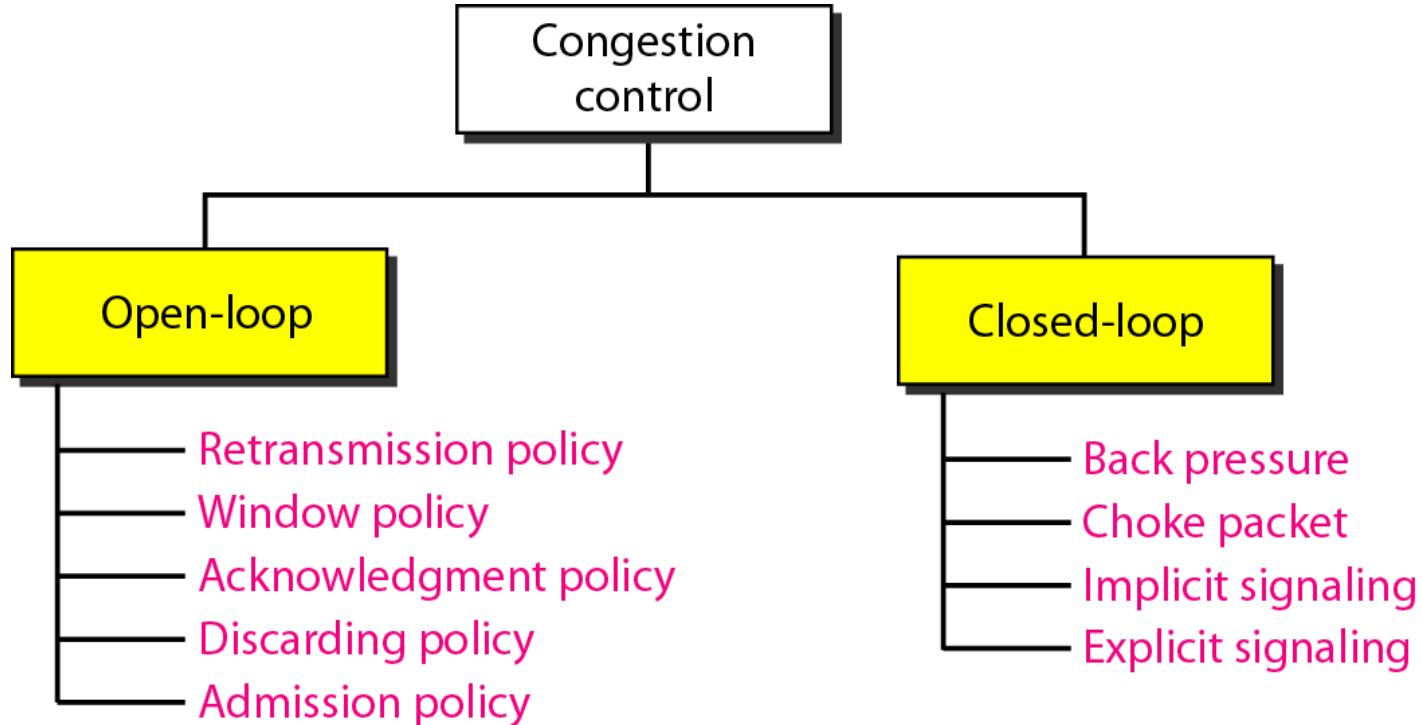 Congestion
control
Open-loop
Retransmission policy
Window policy
Acknowledgment policy
Discarding policy
Admission policy
Closed-loop
Back pressure
Choke packet
Implicit signaling
Explicit signaling